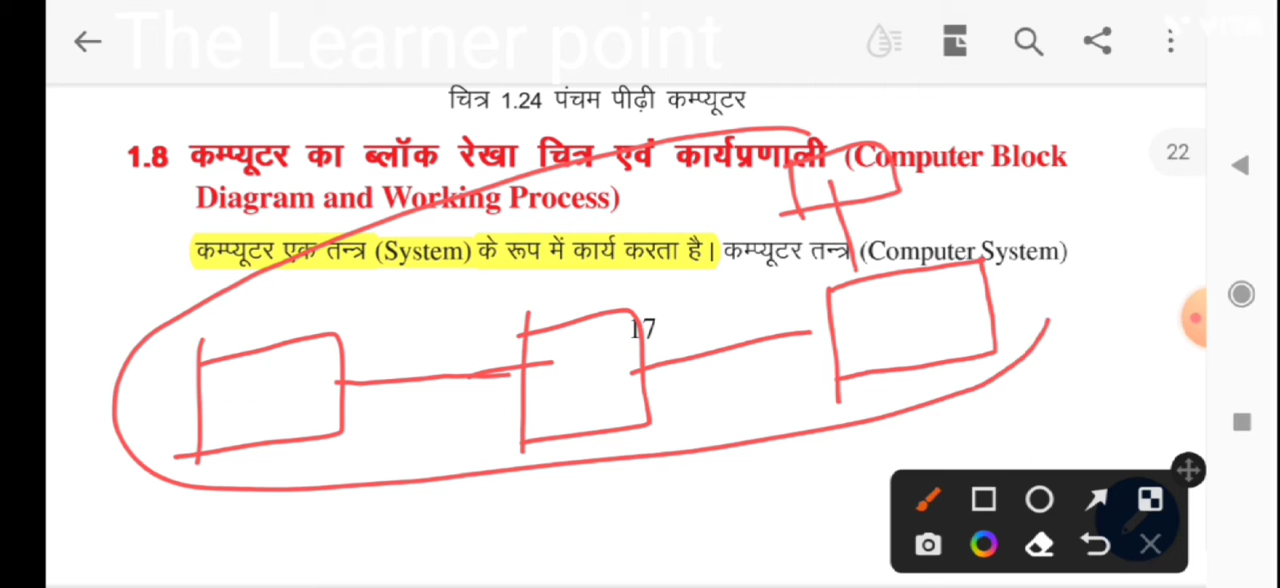 The Learner point
VITA
चित्र 1.24 पंचम पीढ़ी कम्प्यूटर
1.8 कम्प्यूटर का ब्लॉक रेखा चित्र एवं कार्यप्रणाली (Computer Block
Diagram and Working Process)
22
कम्प्यूटर एक तन्त्र (System) के रूप में कार्य करता है। कम्प्यूटर तन्त्र (Computer System)
17